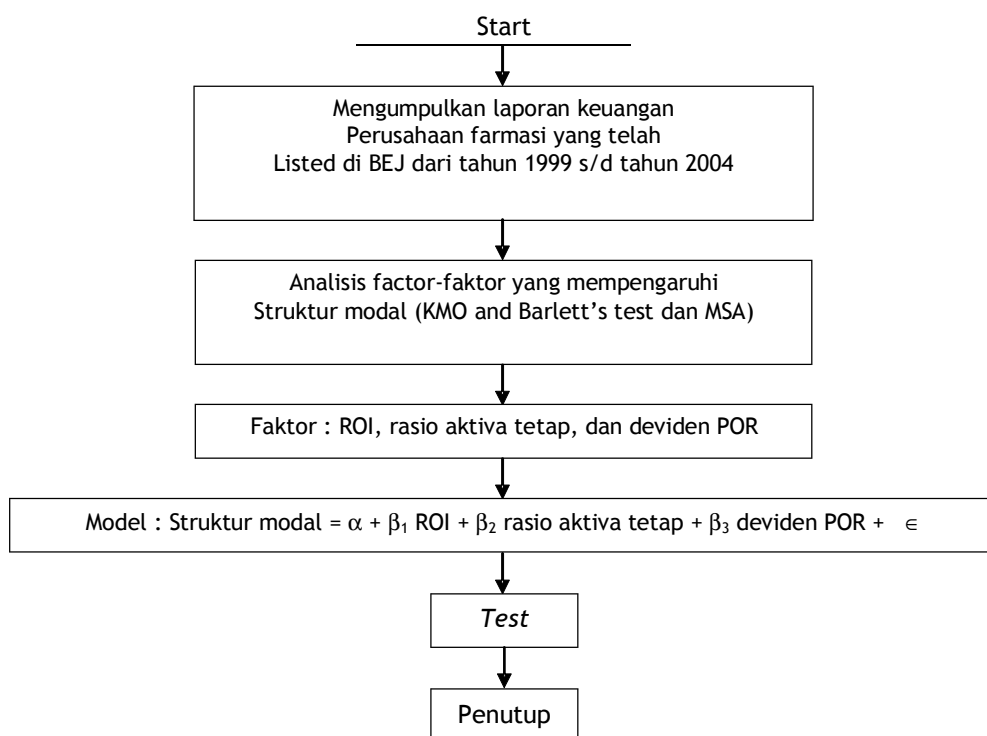 Start
Mengumpulkan laporan keuangan
Perusahaan farmasi yang telah
Listed di BEJ dari tahun 1999 s/d tahun 2004
Analisis factor-faktor yang mempengaruhi
Struktur modal (KMO and Barlett’s test dan MSA)
Faktor : ROI, rasio aktiva tetap, dan deviden POR
Model : Struktur modal = α + β₁ ROI + β₂ rasio aktiva tetap + β₃ deviden POR + ∈
Test
Penutup